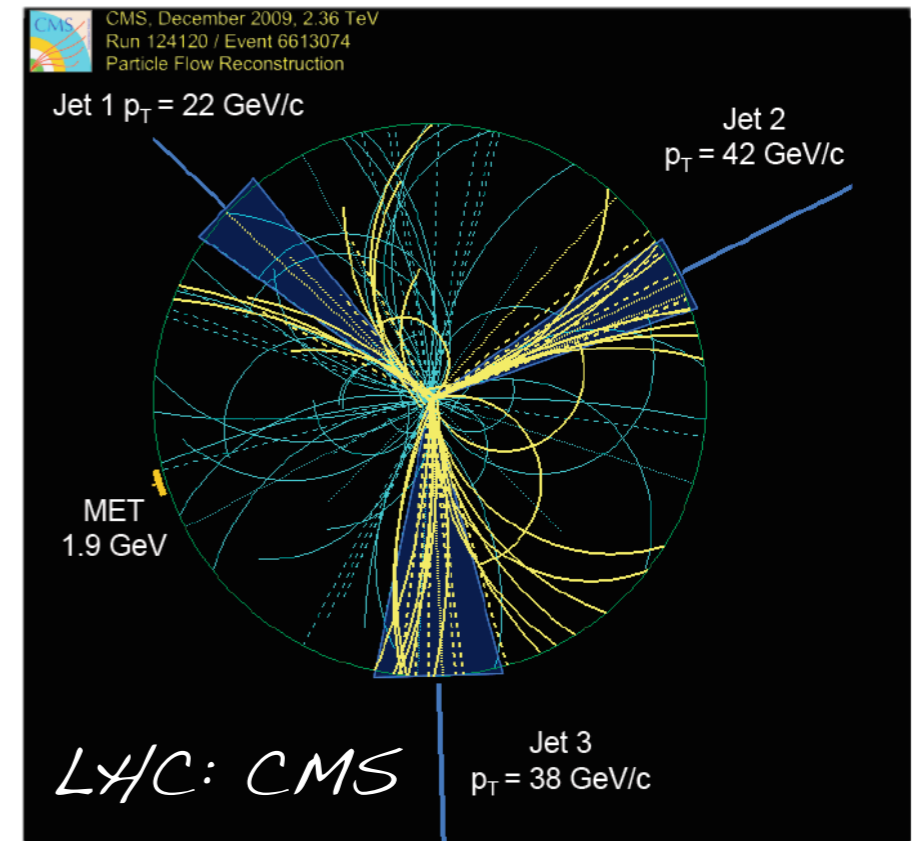 CMS
CMS, December 2009, 2.36 TeV
Run 124120 / Event 6613074
Particle Flow Reconstruction
Jet 1 pT = 22 GeV/c
Jet 2
pT = 42 GeV/c
MET
1.9 GeV
Jet 3
pT = 38 GeV/c
LHC: CMS